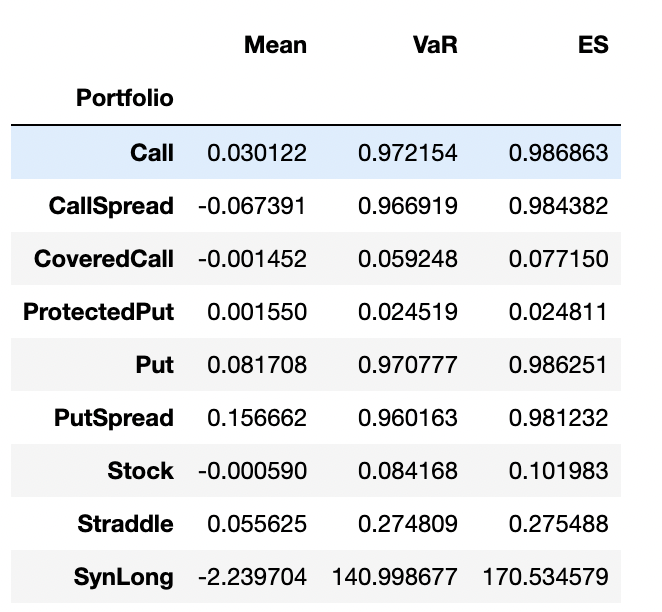 Mean VaR ES
Portfolio
Call 0.030122 0.972154 0.986863
CallSpread -0.067391 0.966919 0.984382
CoveredCall -0.001452 0.059248 0.077150
ProtectedPut 0.001550 0.024519 0.024811
Put 0.081708 0.970777 0.986251
PutSpread 0.156662 0.960163 0.981232
Stock -0.000590 0.084168 0.101983
Straddle 0.055625 0.274809 0.275488
SynLong -2.239704 140.998677 170.534579